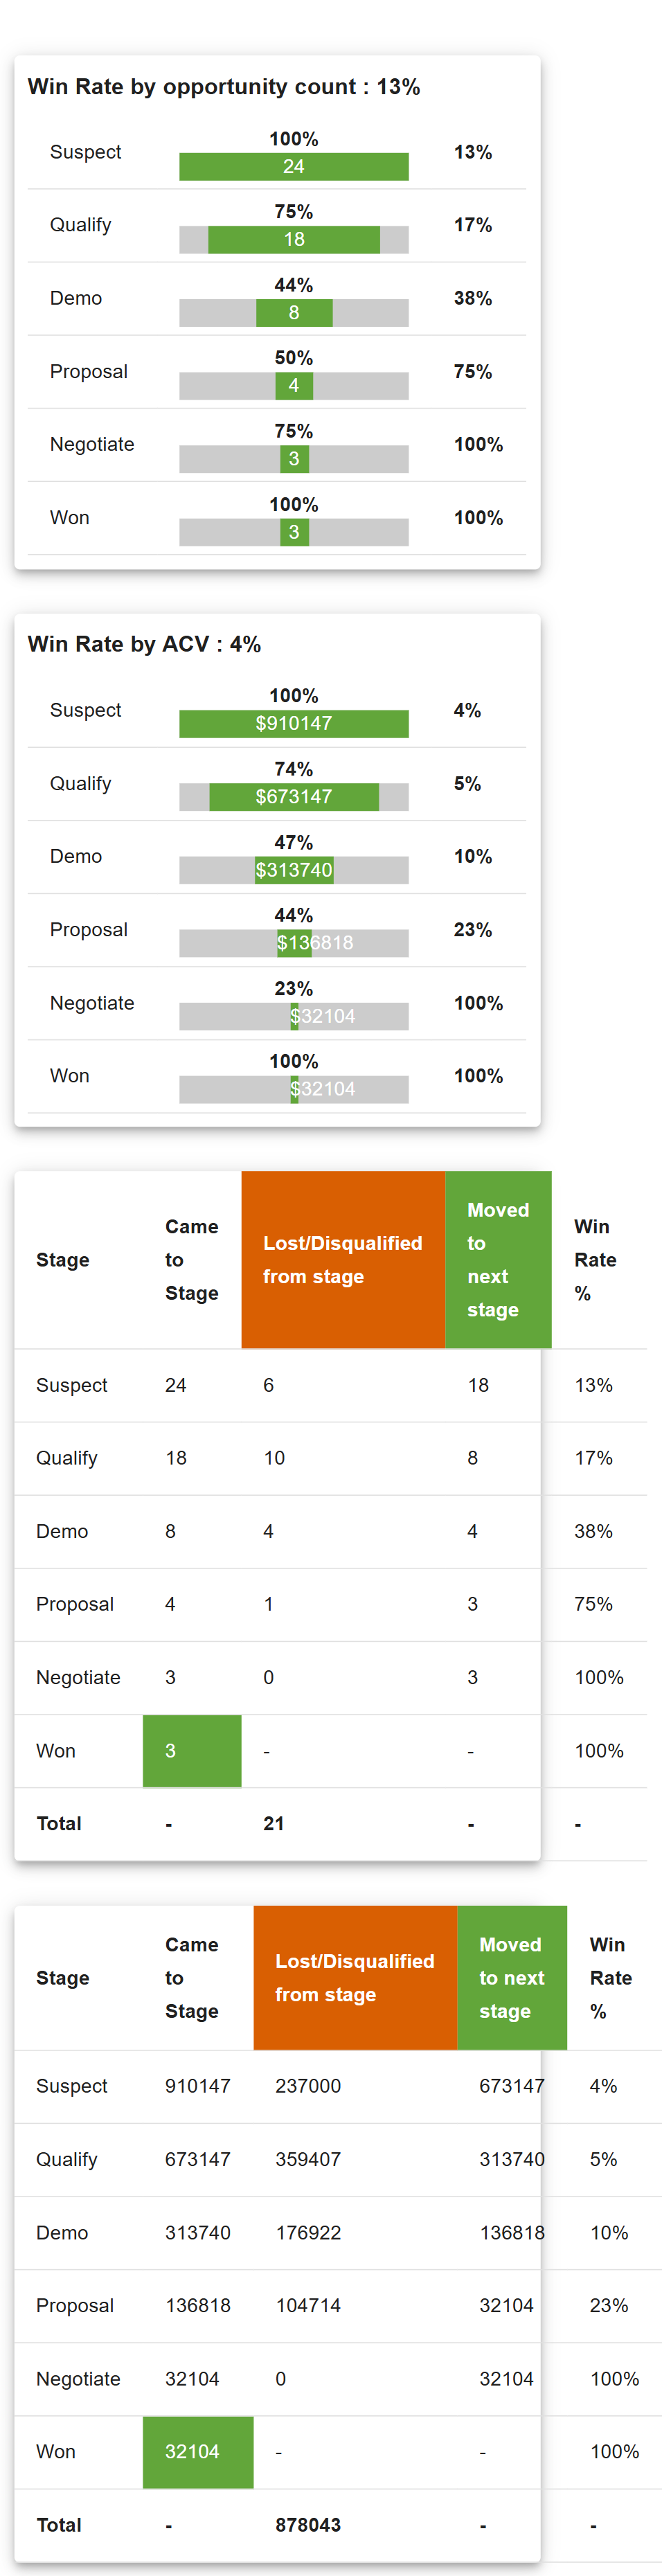 Win Rate by opportunity count : 13%
100%
Suspect 24 13%
75%
Qualify 18 17%
44%
Demo 8 38%
50%
Proposal 4 75%
75%
Negotiate 3 100%
100%
Won 3 100%
Win Rate by ACV : 4%
100%
Suspect $910147 4%
74%
Qualify $673147 5%
47%
Demo $313740 10%
44%
Proposal $136818 23%
23%
Negotiate $32104 100%
100%
Won $32104 100%
Stage
Came
to
Stage
Lost/Disqualified
from stage
Moved
to
next
stage
Win
Rate
%
Suspect 24 6 18 13%
Qualify 18 10 8 17%
Demo 8 4 4 38%
Proposal 4 1 3 75%
Negotiate 3 0 3 100%
Won 3 - - 100%
Total - 21 - -
Stage
Came
to
Stage
Lost/Disqualified
from stage
Moved
to next
stage
Win
Rate
%
Suspect 910147 237000 673147 4%
Qualify 673147 359407 313740 5%
Demo 313740 176922 136818 10%
Proposal 136818 104714 32104 23%
Negotiate 32104 0 32104 100%
Won 32104 - - 100%
Total - 878043 - -